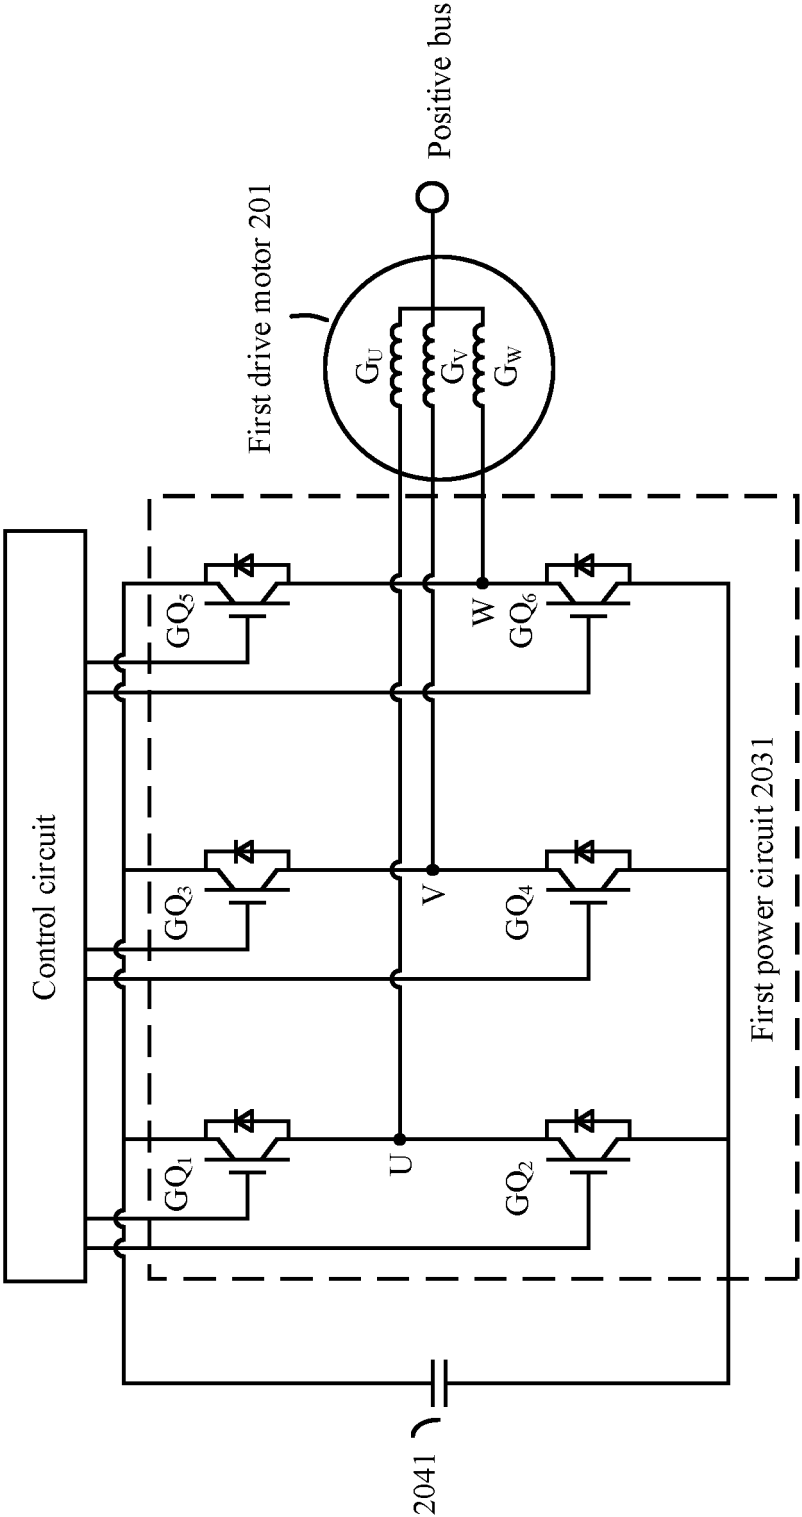 Control circuit
GQ1
GQ3
GQ5
U
V
W
GQ2
GQ4
GQ6
First power circuit 2031
2041
First drive motor 201
GU
GV
GW
Positive bus